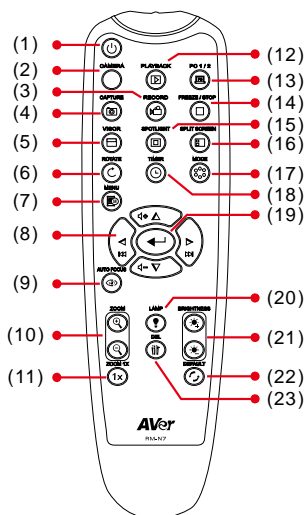 (1)
(2)
(3)
(4)
(5)
(6)
(7)
(8)
(9)
(10)
(11)
CAMERA
PLAYBACK
PC 1 / 2
CAPTURE
RECORD
FREEZE / STOP
VISOR
SPOTLIGHT
SPLIT SCREEN
ROTATE
TIMER
MODE
MENU
AUTO FOCUS
ZOOM
LAMP
BRIGHTNESS
DEL
ZOOM 1X
1x
DEFAULT
AVer
RM-N7
(12)
(13)
(14)
(15)
(16)
(17)
(18)
(19)
(20)
(21)
(22)
(23)